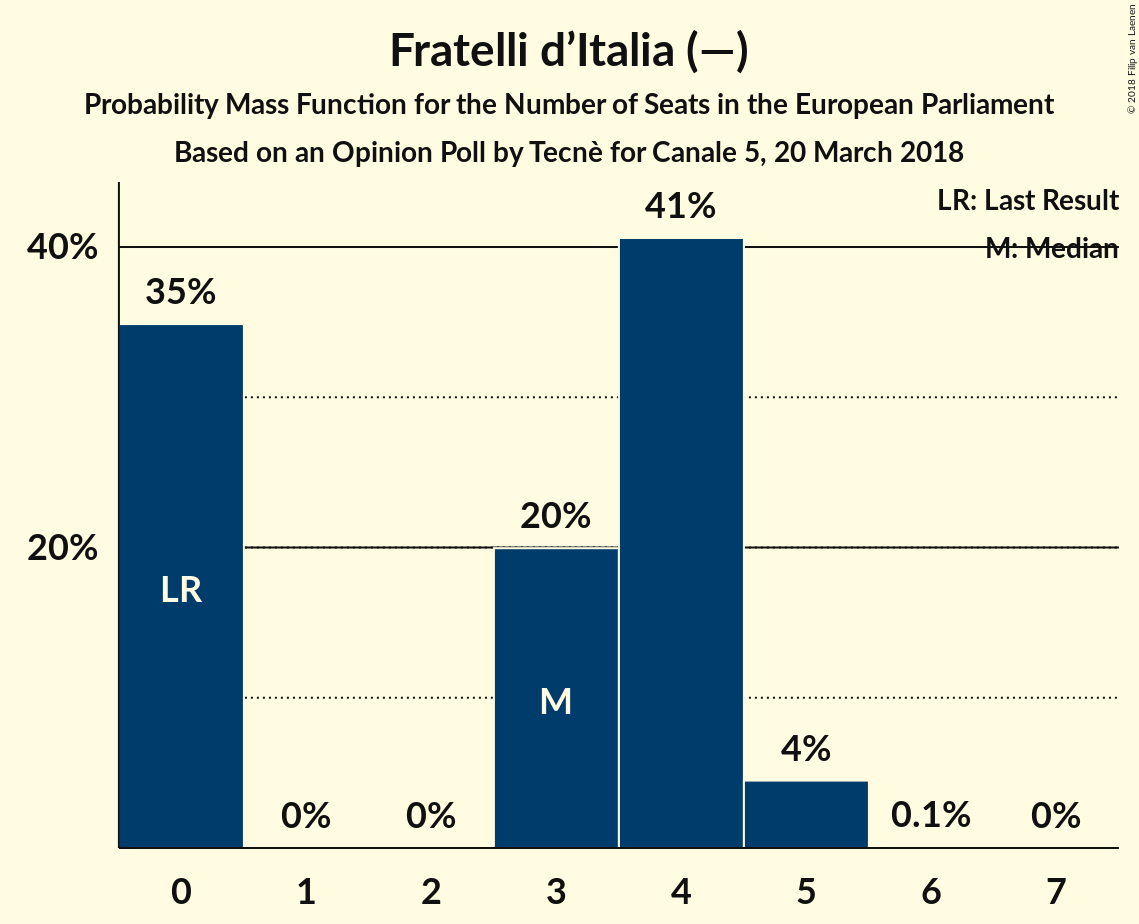 Fratelli d’Italia (—)
Probability Mass Function for the Number of Seats in the European Parliament
Based on an Opinion Poll by Tecnè for Canale 5, 20 March 2018
© 2018 Filip van Laenen
LR: Last Result
M: Median
40%
20%
35%
0%
0%
20%
41%
4%
0.1%
0%
LR
M
0 1 2 3 4 5 6 7